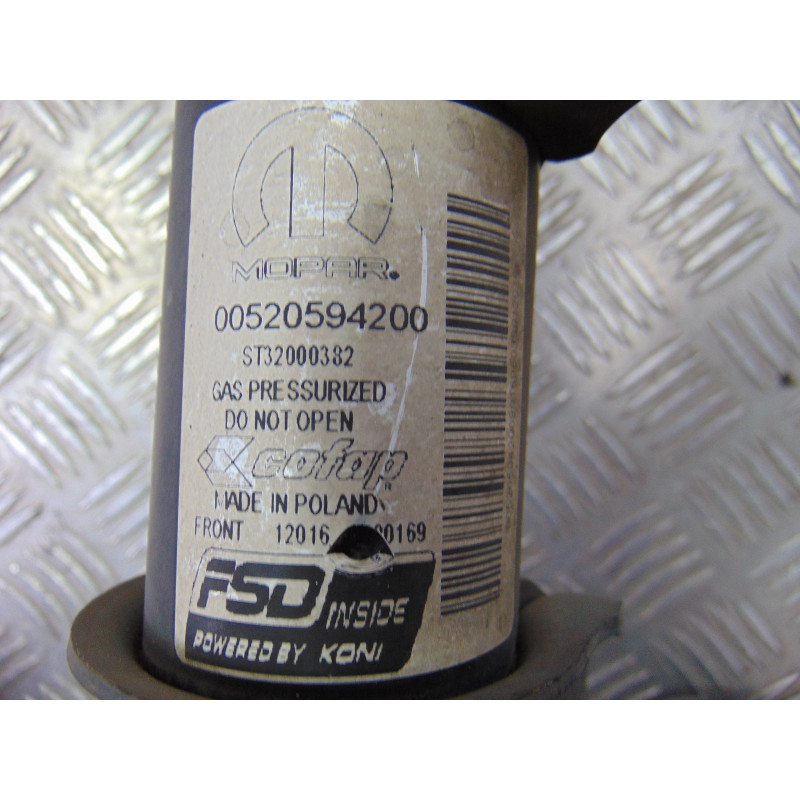 MOPAR®
00520594200
ST32000382
GAS PRESSURIZED
DO NOT OPEN
cofap®
MADE IN POLAND
FRONT 12016 00169
FSD INSIDE
POWERED BY KONI